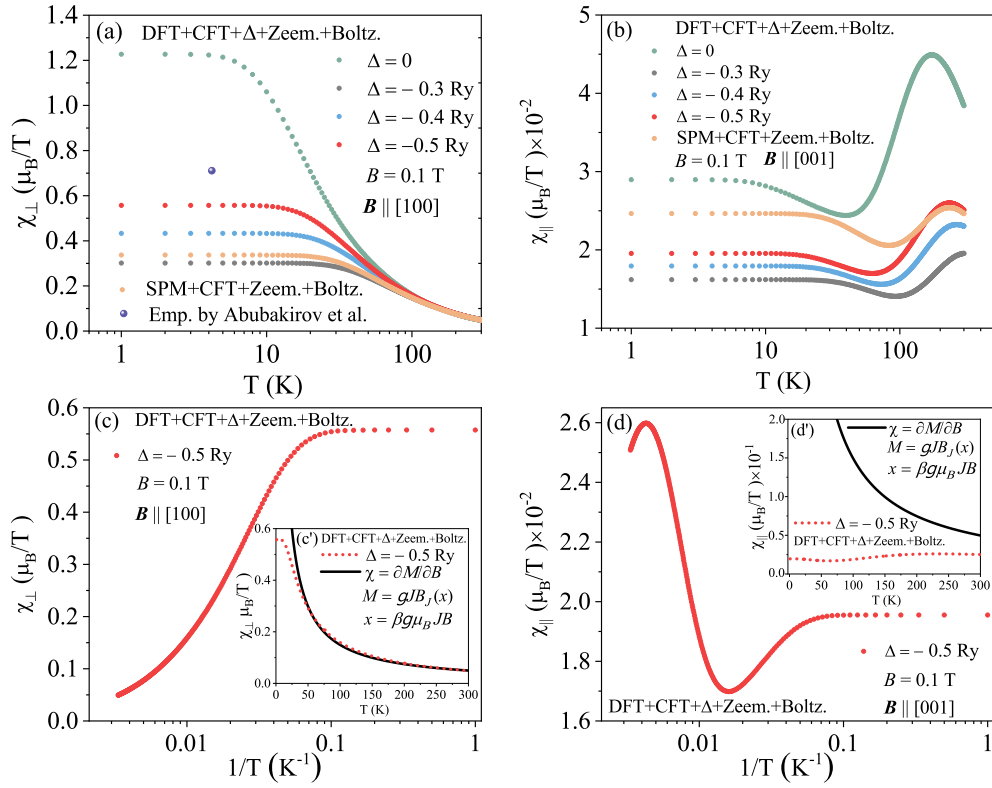 (a)
DFT+CFT+Δ+Zeem.+Boltz.
Δ = 0
Δ = − 0.3 Ry
Δ = − 0.4 Ry
Δ = −0.5 Ry
B = 0.1 T
B || [100]
SPM+CFT+Zeem.+Boltz.
Emp. by Abubakirov et al.
χ⊥ (μB/T)
1.4
1.2
1.0
0.8
0.6
0.4
0.2
0.0
1 10 100
T (K)
(b)
DFT+CFT+Δ+Zeem.+Boltz.
Δ = 0
Δ = − 0.3 Ry
Δ = − 0.4 Ry
Δ = − 0.5 Ry
SPM+CFT+Zeem.+Boltz.
B = 0.1 T B || [001]
χ|| (μB/T)×10-2
5
4
3
2
1
1 10 100
T (K)
(c)
DFT+CFT+Δ+Zeem.+Boltz.
Δ = − 0.5 Ry
B = 0.1 T
B || [100]
χ⊥ (μB/T)
0.6
0.5
0.4
0.3
0.2
0.1
0.0
0.01 0.1 1
1/T (K-1)
(c')
DFT+CFT+Δ+Zeem.+Boltz.
Δ = − 0.5 Ry
χ = ∂M/∂B
M = gJBJ(x)
x = βgμB JB
χ⊥ μB/T)
0.6
0.4
0.2
0.0
0 50 100 150 200 250 300
T (K)
(d)
χ|| (μB/T)×10-2
2.6
2.4
2.2
2.0
1.8
1.6
Δ = − 0.5 Ry
B = 0.1 T
B || [001]
DFT+CFT+Δ+Zeem.+Boltz.
0.01 0.1 1
1/T (K-1)
(d')
χ = ∂M/∂B
M = gJBJ(x)
x = βgμB JB
Δ = − 0.5 Ry
DFT+CFT+Δ+Zeem.+Boltz.
χ|| (μB/T)×10-1
2.0
1.5
1.0
0.5
0.0
0 50 100 150 200 250 300
T (K)